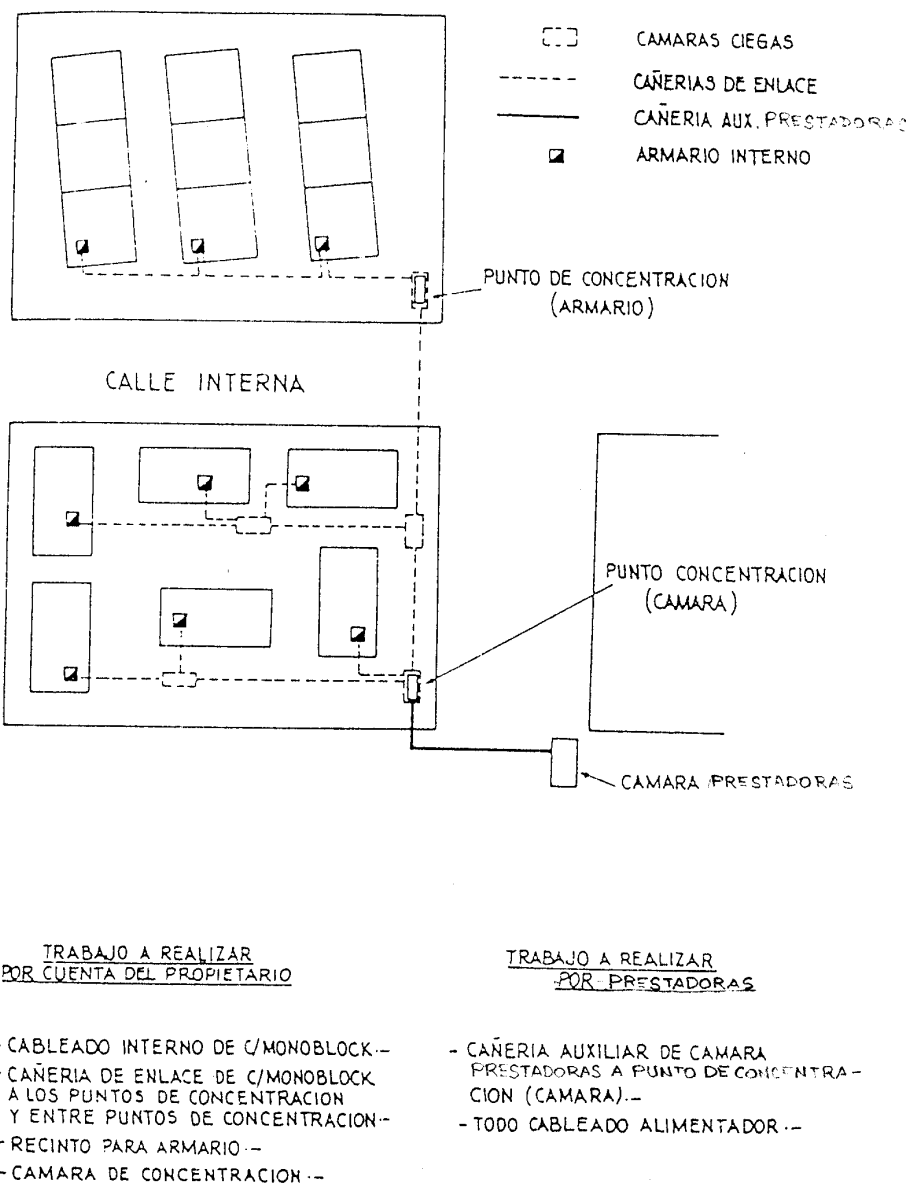 CAMARAS CIEGAS
CAÑERIAS DE ENLACE
CAÑERIA AUX. PRESTADORAS
ARMARIO INTERNO
PUNTO DE CONCENTRACION
(ARMARIO)
CALLE INTERNA
PUNTO CONCENTRACION
(CAMARA)
CAMARA PRESTADORAS
TRABAJO A REALIZAR
POR CUENTA DEL PROPIETARIO
- CABLEADO INTERNO DE C/MONOBLOCK.-
- CAÑERIA DE ENLACE DE C/MONOBLOCK
A LOS PUNTOS DE CONCENTRACION
Y ENTRE PUNTOS DE CONCENTRACION.-
- RECINTO PARA ARMARIO.-
- CAMARA DE CONCENTRACION.-
TRABAJO A REALIZAR
POR PRESTADORAS
- CAÑERIA AUXILIAR DE CAMARA
PRESTADORAS A PUNTO DE CONCENTRA-
CION (CAMARA).-
- TODO CABLEADO ALIMENTADOR.-